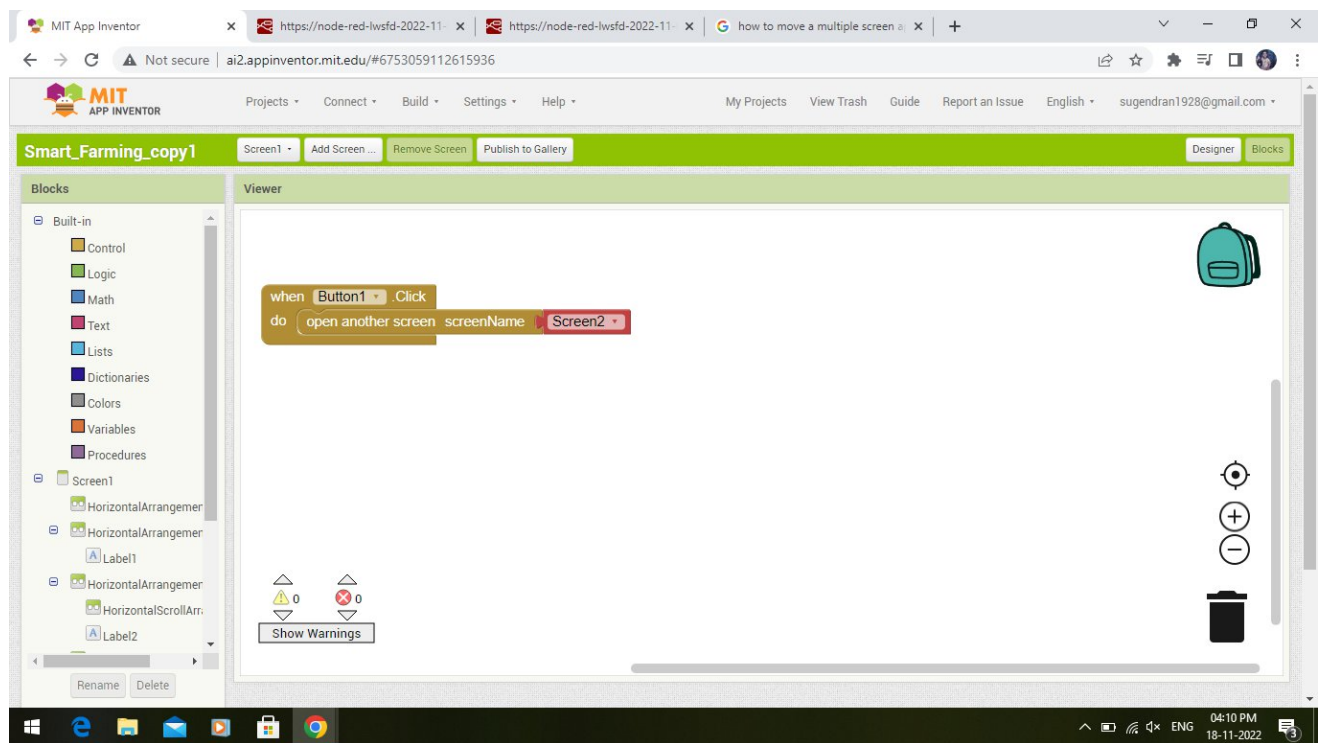 MIT App Inventor
https://node-red-lwsfd-2022-11-
https://node-red-lwsfd-2022-11-
how to move a multiple screen a
Not secure | ai2.appinventor.mit.edu/#6753059112615936
MIT
APP INVENTOR
Projects Connect Build Settings Help My Projects View Trash Guide Report an Issue English sugendran1928@gmail.com
Smart_Farming_copy1 Screen1 Add Screen ... Remove Screen Publish to Gallery Designer Blocks
Blocks Viewer
Built-in
Control
Logic
Math
Text
Lists
Dictionaries
Colors
Variables
Procedures
Screen1
HorizontalArrangemen
HorizontalArrangemen
Label1
HorizontalArrangemen
HorizontalScrollArra
Label2
Rename Delete
when Button1 .Click
do open another screen screenName Screen2
0 0
Show Warnings
ENG
04:10 PM
18-11-2022
3